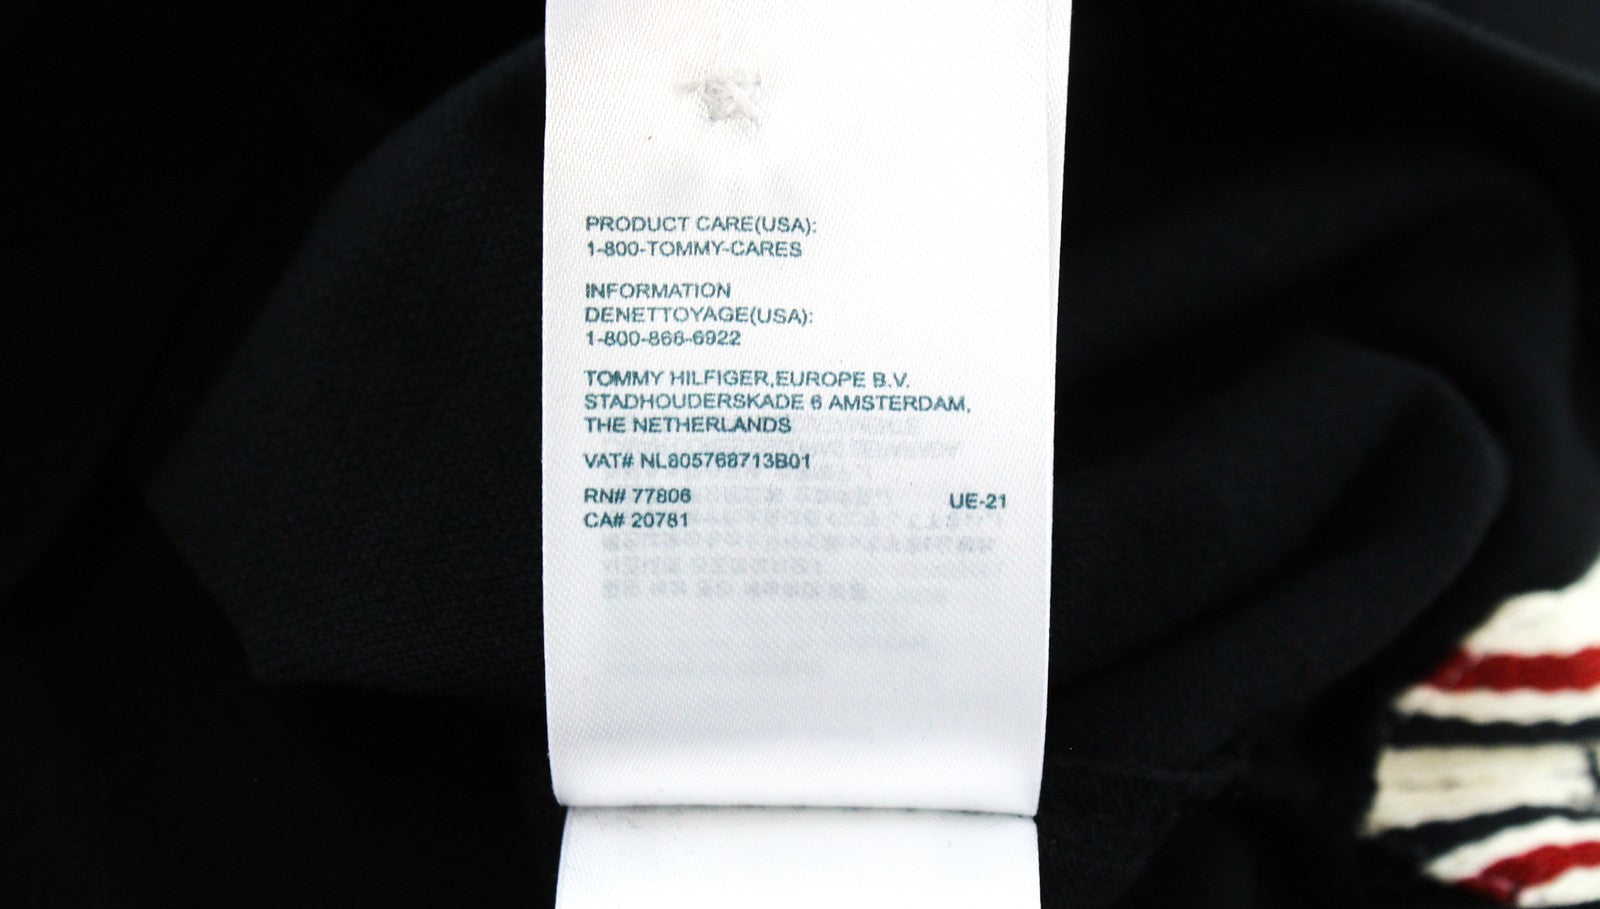 PRODUCT CARE(USA):
1-800-TOMMY-CARES
INFORMATION
DENETTOYAGE(USA):
1-800-866-6922
TOMMY HILFIGER,EUROPE B.V.
STADHOUDERSKADE 6 AMSTERDAM,
THE NETHERLANDS
VAT# NL805768713B01
RN# 77806 UE-21
CA# 20781